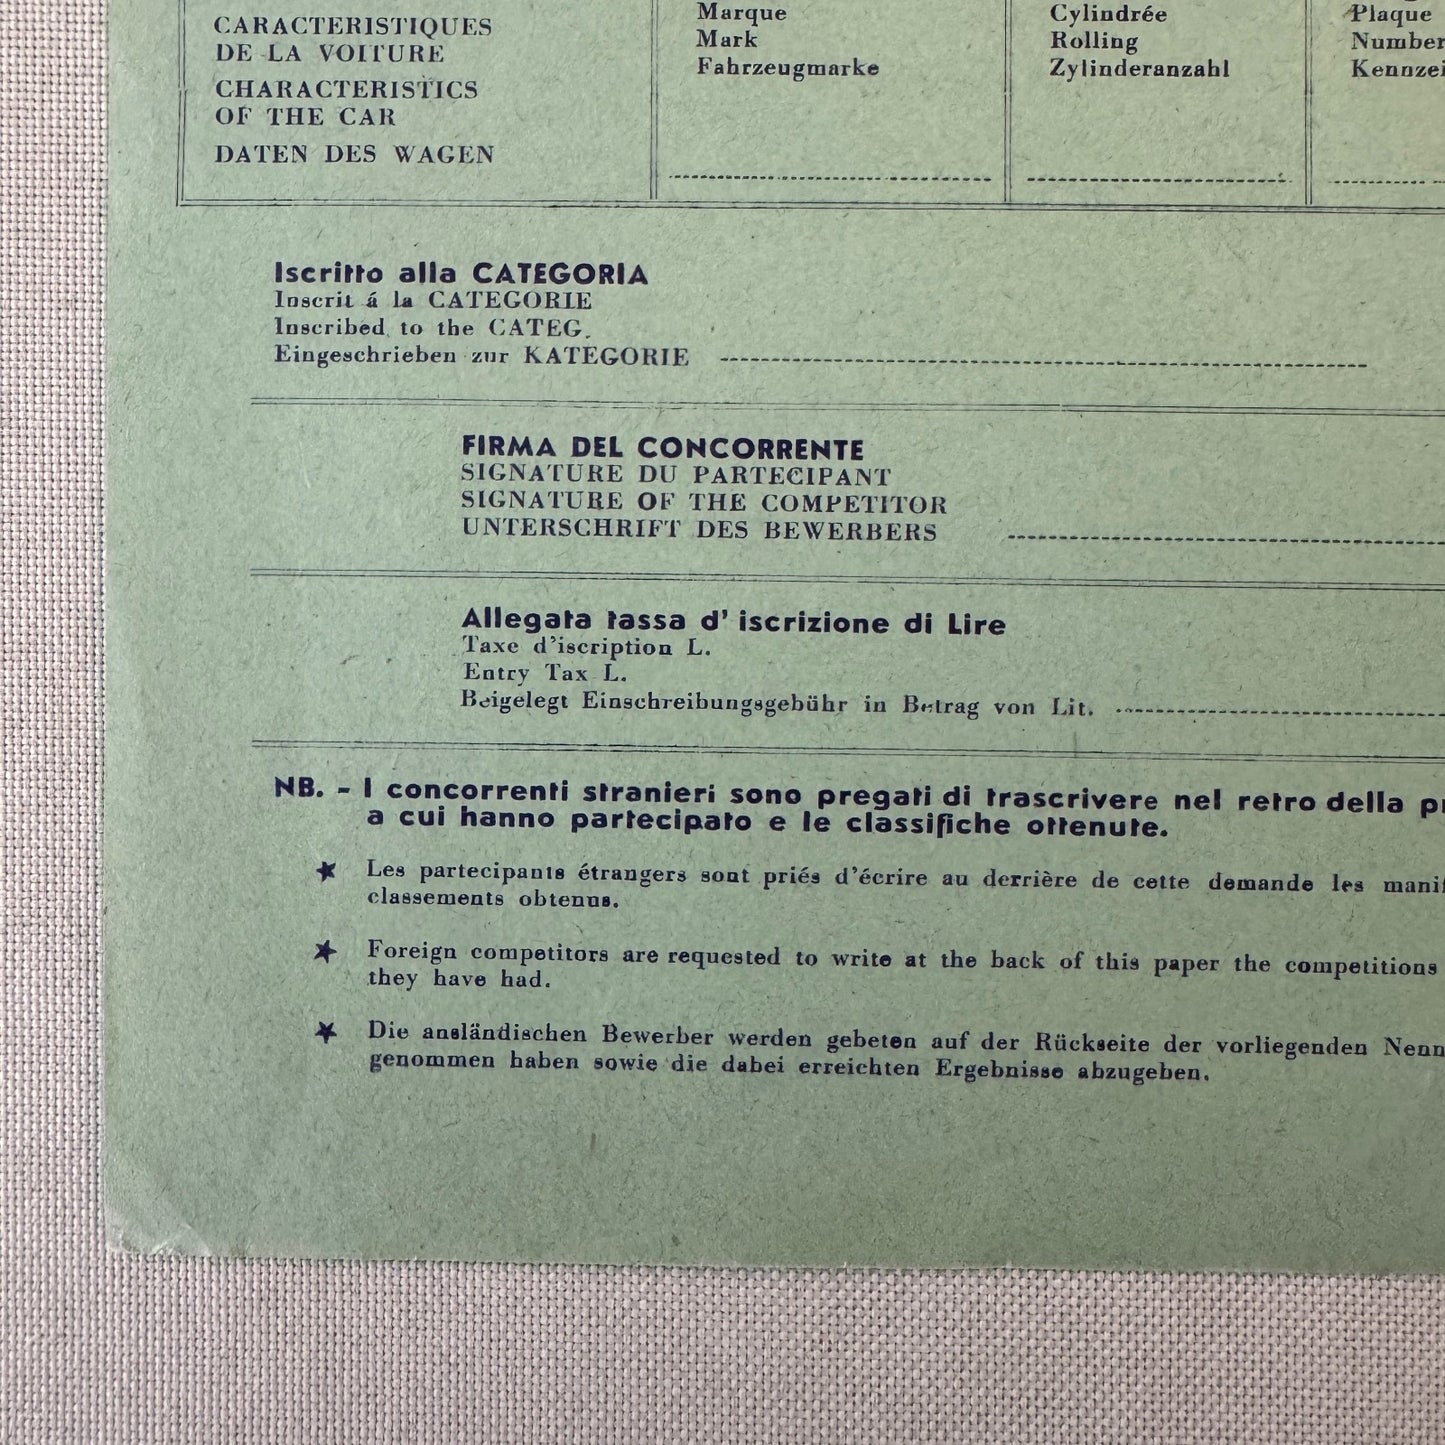 CARACTERISTIQUES
DE LA VOITURE
CHARACTERISTICS
OF THE CAR
DATEN DES WAGEN
Marque
Mark
Fahrzeugmarke
Cylindrée
Rolling
Zylinderanzahl
Plaque
Number
Kennzei
Iscritto alla CATEGORIA
Inscrit á la CATEGORIE
Inscribed to the CATEG.
Eingeschrieben zur KATEGORIE
FIRMA DEL CONCORRENTE
SIGNATURE DU PARTECIPANT
SIGNATURE OF THE COMPETITOR
UNTERSCHRIFT DES BEWERBERS
Allegata tassa d' iscrizione di Lire
Taxe d'iscription L.
Entry Tax L.
Beigelegt Einschreibungsgebühr in Betrag von Lit.
NB. - I concorrenti stranieri sono pregati di trascrivere nel retro della pr
a cui hanno partecipato e le classifiche ottenute.
★ Les partecipants étrangers sont priés d'écrire au derrière de cette demande les manif
classements obtenus.
★ Foreign competitors are requested to write at the back of this paper the competitions
they have had.
★ Die ausländischen Bewerber werden gebeten auf der Rückseite der vorliegenden Nenn
genommen haben sowie die dabei erreichten Ergebnisse abzugeben.